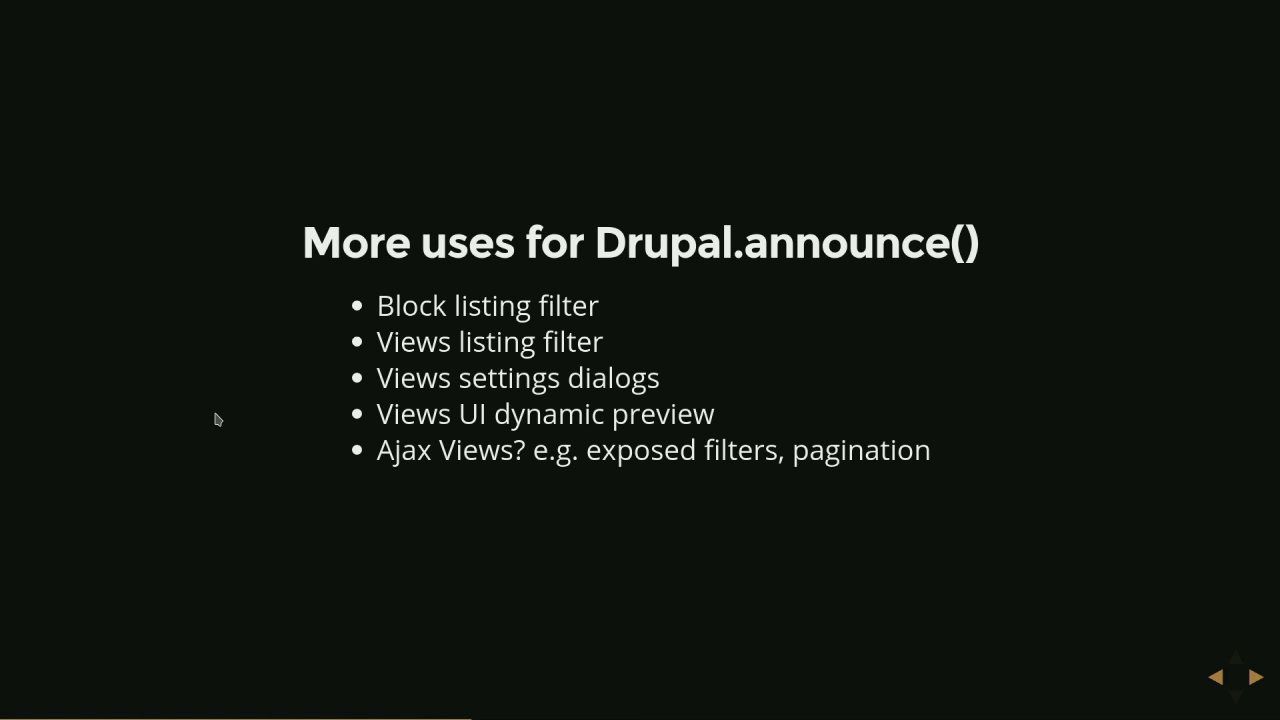 More uses for Drupal.announce()
Block listing filter
Views listing filter
Views settings dialogs
Views UI dynamic preview
Ajax Views? e.g. exposed filters, pagination